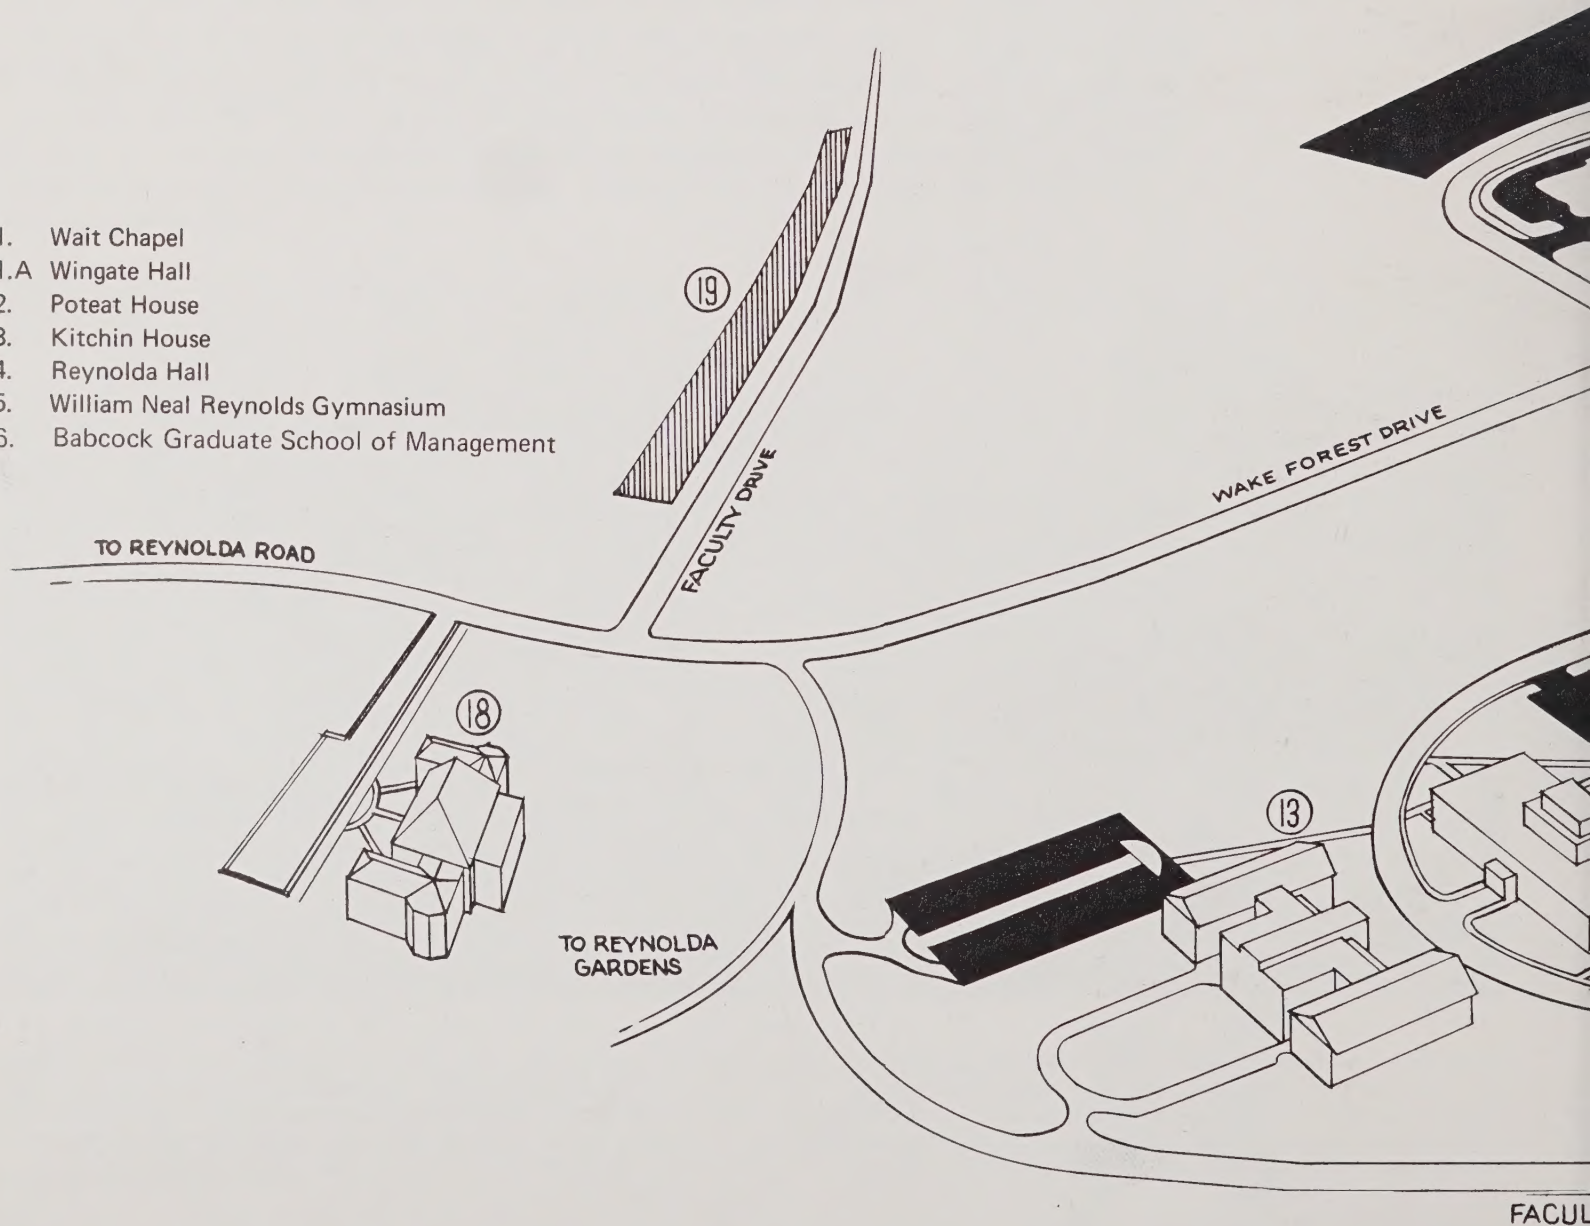 1. Wait Chapel
1.A Wingate Hall
2. Poteat House
3. Kitchin House
4. Reynolda Hall
5. William Neal Reynolds Gymnasium
6. Babcock Graduate School of Management
19
FACULTY DRIVE
WAKE FOREST DRIVE
TO REYNOLDA ROAD
18
13
TO REYNOLDA
GARDENS
FACUL